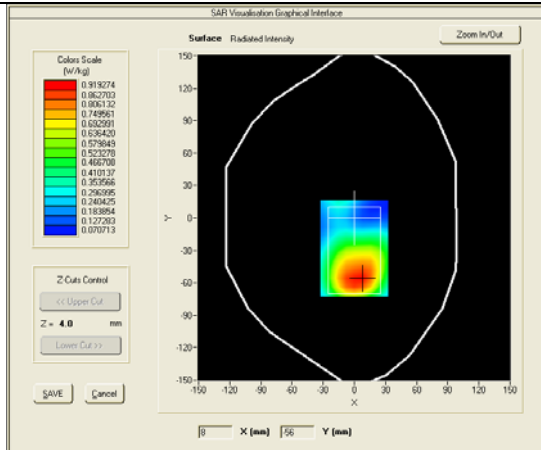 SAR Visualisation Graphical Interface
Surface Radiated Intensity
Zoom In/Out
Colors Scale
(W/kg)
0.919274
0.862703
0.806132
0.749561
0.692991
0.636420
0.579849
0.523278
0.466708
0.410137
0.353566
0.296995
0.240425
0.183854
0.127283
0.070713
Z-Cuts Control
<< Upper Cut
Z = 4.0 mm
Lower Cut >>
SAVE Cancel
150
120
90
60
30
0
-30
-60
-90
-120
-150
Y
-150 -120 -90 -60 -30 0 30 60 90 120 150
X
8 X (mm) -56 Y (mm)